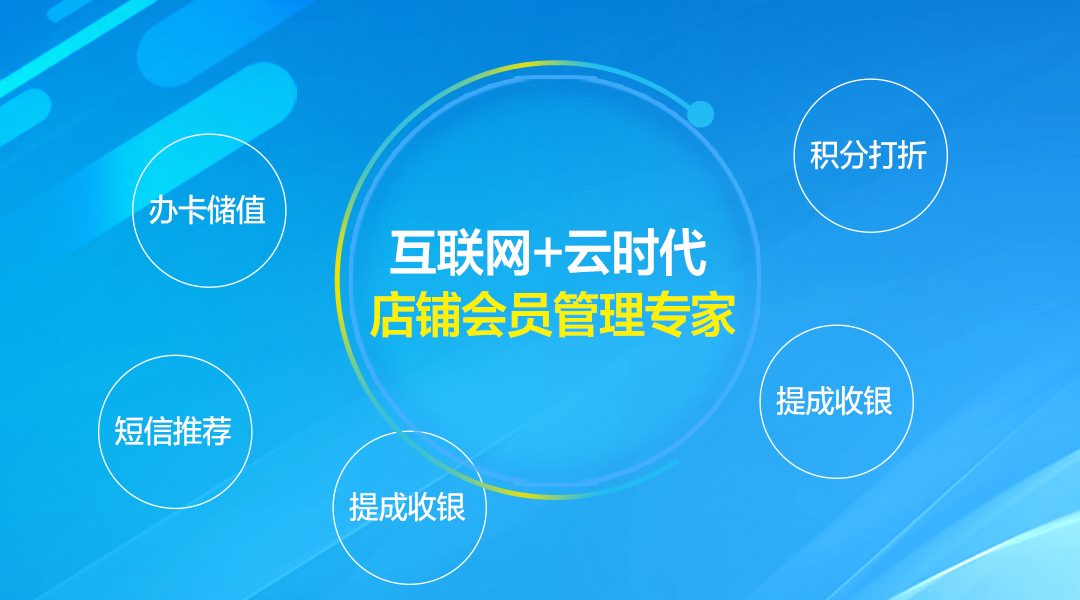 积分打折
办卡储值
互联网+云时代
店铺会员管理专家
提成收银
短信推荐
提成收银